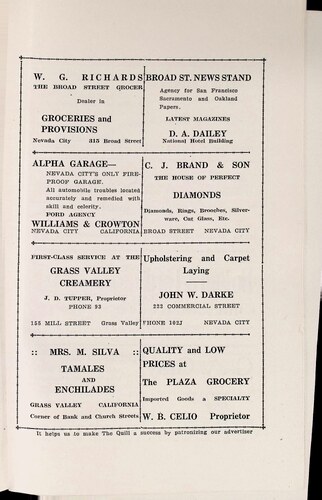 W. G. RICHARDS
THE BROAD STREET GROCER
Dealer in
GROCERIES and
PROVISIONS
Nevada City 315 Broad Street
BROAD ST. NEWS STAND
Agency for San Francisco
Sacramento and Oakland
Papers.
LATEST MAGAZINES
D. A. DAILEY
National Hotel Building
ALPHA GARAGE—
NEVADA CITY'S ONLY FIRE-
PROOF GARAGE.
All automobile troubles located
accurately and remedied with
skill and celerity.
FORD AGENCY
WILLIAMS & CROWTON
NEVADA CITY CALIFORNIA
C. J. BRAND & SON
THE HOUSE OF PERFECT
DIAMONDS
Diamonds, Rings, Brooches, Silver-
ware, Cut Glass, Etc.
BROAD STREET NEVADA CITY
FIRST-CLASS SERVICE AT THE
GRASS VALLEY
CREAMERY
J. D. TUPPER, Proprietor
PHONE 93
MILL STREET Grass Valley
Upholstering and Carpet
Laying
JOHN W. DARKE
222 COMMERCIAL STREET
PHONE NEVADA CITY
:: MRS. M. SILVA ::
TAMALES
AND
ENCHILADES
GRASS VALLEY CALIFORNIA
Corner of Bank and Church Streets
QUALITY and LOW
PRICES at
The PLAZA GROCERY
Imported Goods a SPECIALTY
W. B. CELIO Proprietor
It helps us to make The Quill a success by patronizing our advertiser